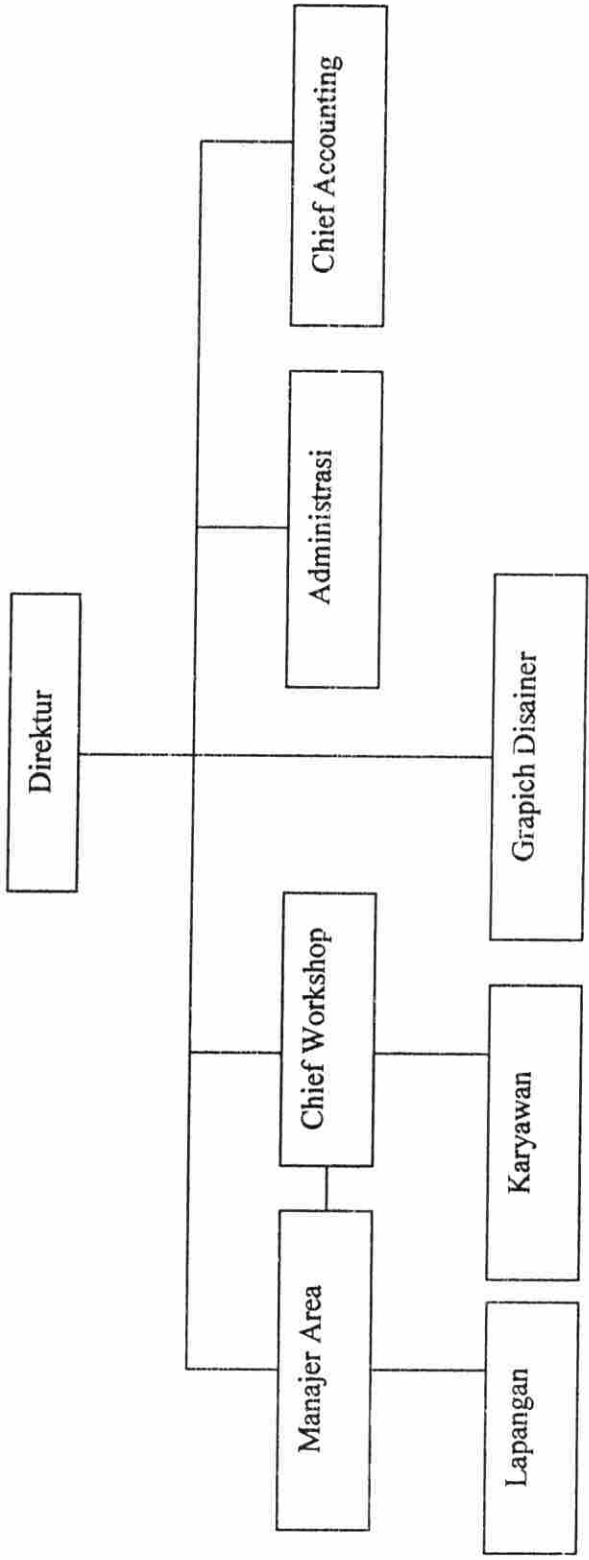 Direktur
Manajer Area
Chief Workshop
Administrasi
Chief Accounting
Lapangan
Karyawan
Grapich Disainer